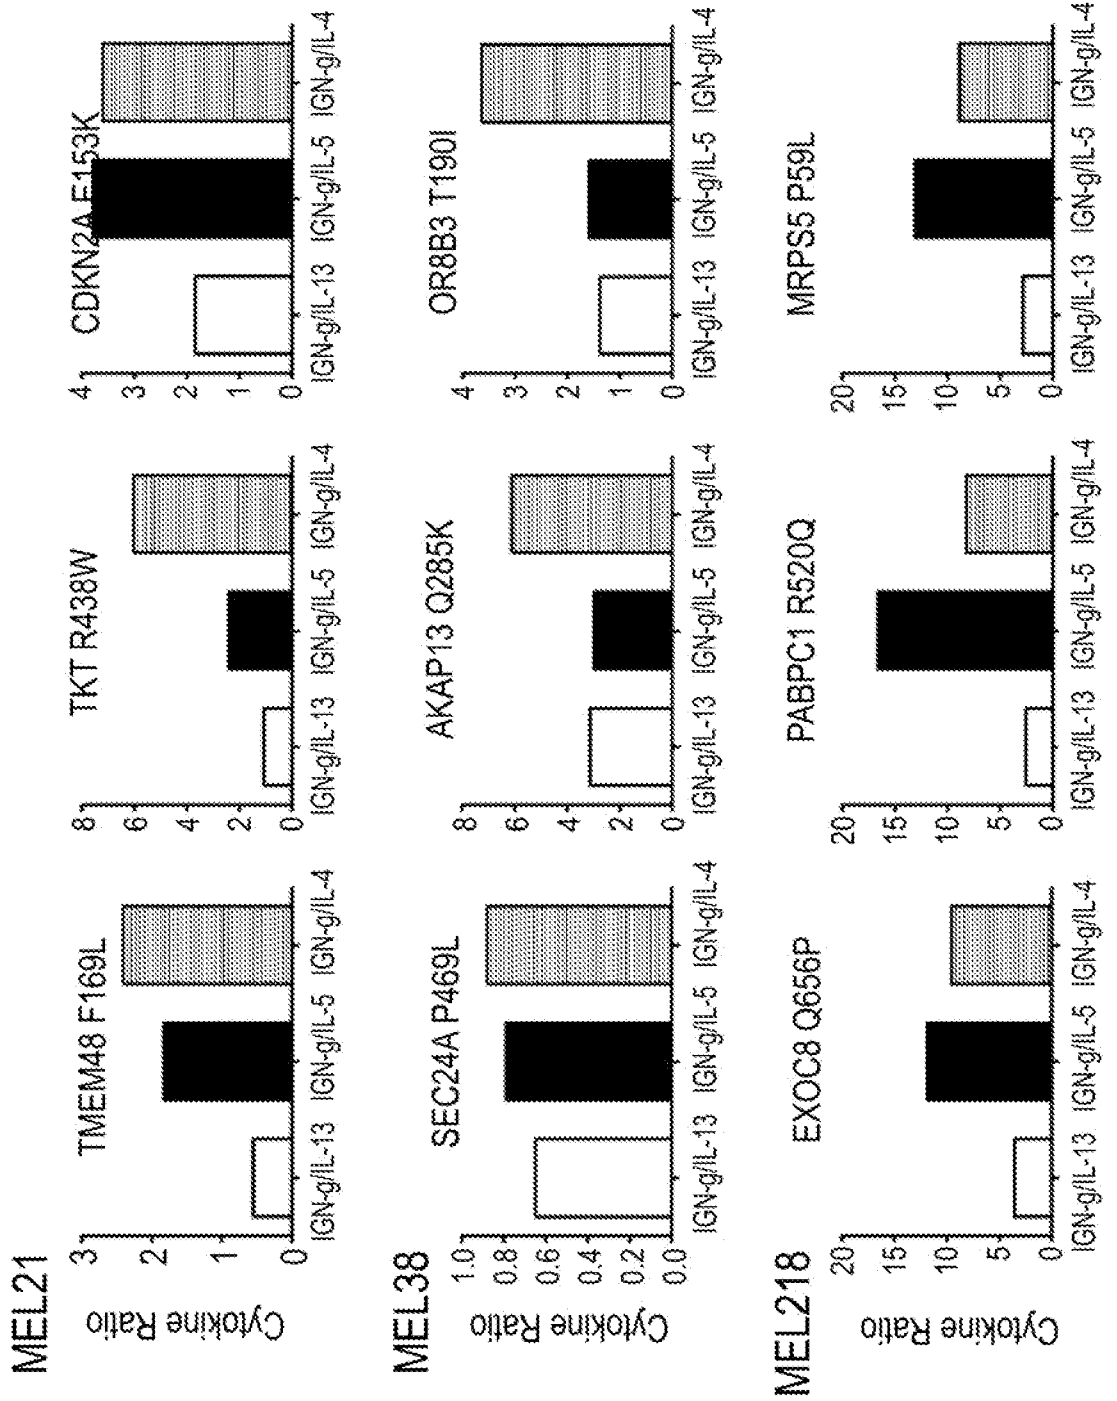 MEL21
Cytokine Ratio
TMEM48 F169L
3
2
1
0
IGN-g/IL-13 IGN-g/IL-5 IGN-g/IL-4
TKT R438W
8
6
4
2
0
IGN-g/IL-13 IGN-g/IL-5 IGN-g/IL-4
CDKN2A E153K
4
3
2
1
0
IGN-g/IL-13 IGN-g/IL-5 IGN-g/IL-4
MEL38
Cytokine Ratio
SEC24A P469L
1.0
0.8
0.6
0.4
0.2
0.0
IGN-g/IL-13 IGN-g/IL-5 IGN-g/IL-4
AKAP13 Q285K
8
6
4
2
0
IGN-g/IL-13 IGN-g/IL-5 IGN-g/IL-4
OR8B3 T190I
4
3
2
1
0
IGN-g/IL-13 IGN-g/IL-5 IGN-g/IL-4
MEL218
Cytokine Ratio
EXOC8 Q656P
20
15
10
5
0
IGN-g/IL-13 IGN-g/IL-5 IGN-g/IL-4
PABPC1 R520Q
20
15
10
5
0
IGN-g/IL-13 IGN-g/IL-5 IGN-g/IL-4
MRPS5 P59L
20
15
10
5
0
IGN-g/IL-13 IGN-g/IL-5 IGN-g/IL-4